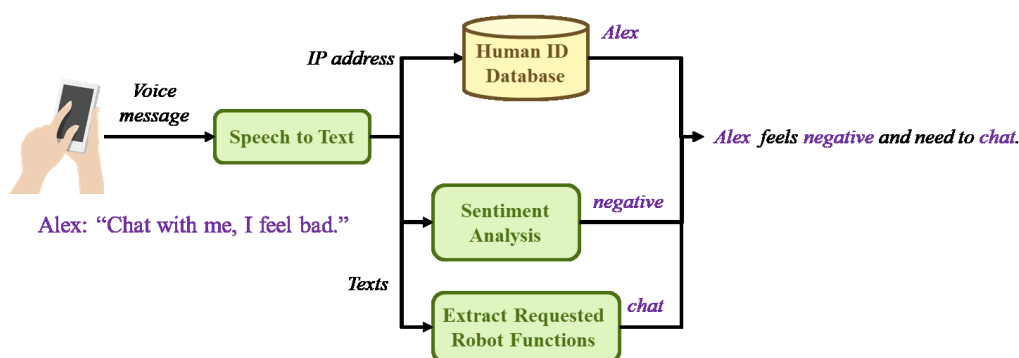 Alex
Human ID
Database
IP address
Voice
message
Speech to Text
Alex feels negative and need to chat.
Alex: “Chat with me, I feel bad.”
negative
Sentiment
Analysis
Texts
chat
Extract Requested
Robot Functions